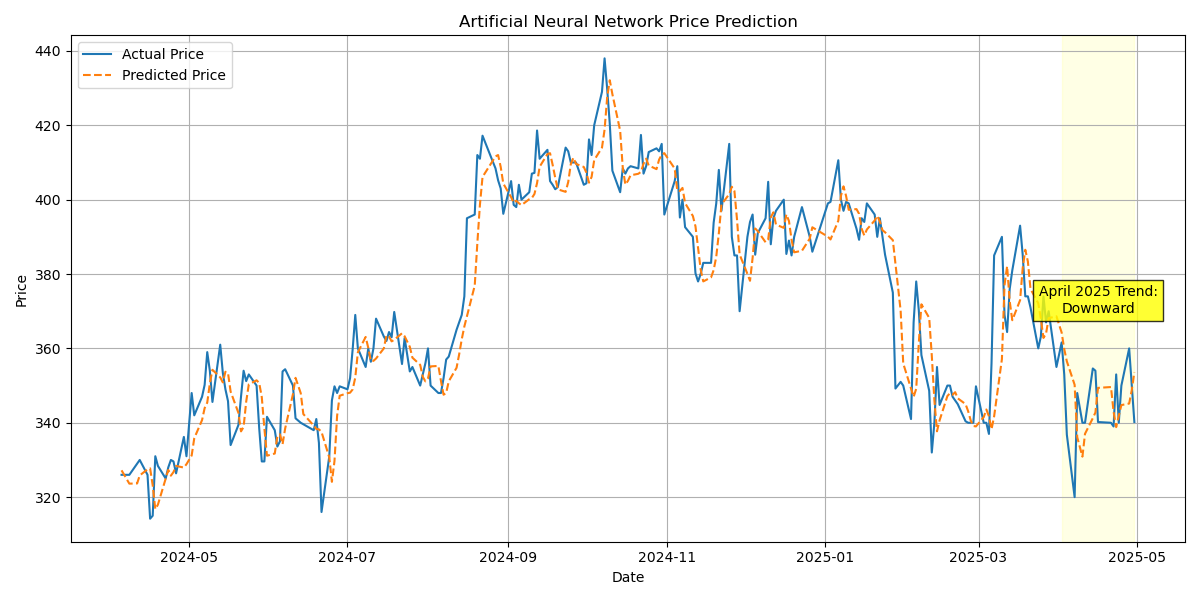 Artificial Neural Network Price Prediction
Actual Price
Predicted Price
440
420
400
380
360
340
320
Price
April 2025 Trend:
Downward
2024-05
2024-07
2024-09
2024-11
2025-01
2025-03
2025-05
Date